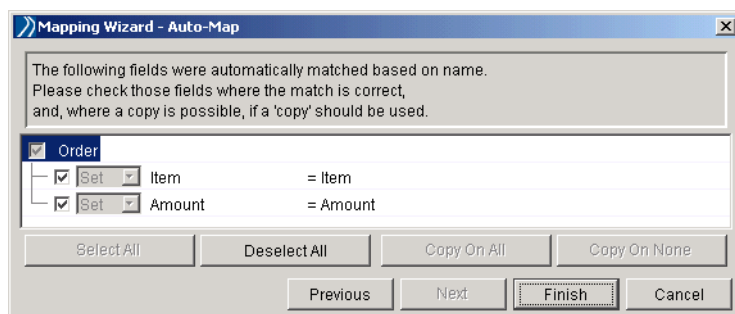 Mapping Wizard - Auto-Map
The following fields were automatically matched based on name.
Please check those fields where the match is correct,
and, where a copy is possible, if a 'copy' should be used.
Order
Set Item = Item
Set Amount = Amount
Select All Deselect All Copy On All Copy On None
Previous Next Finish Cancel